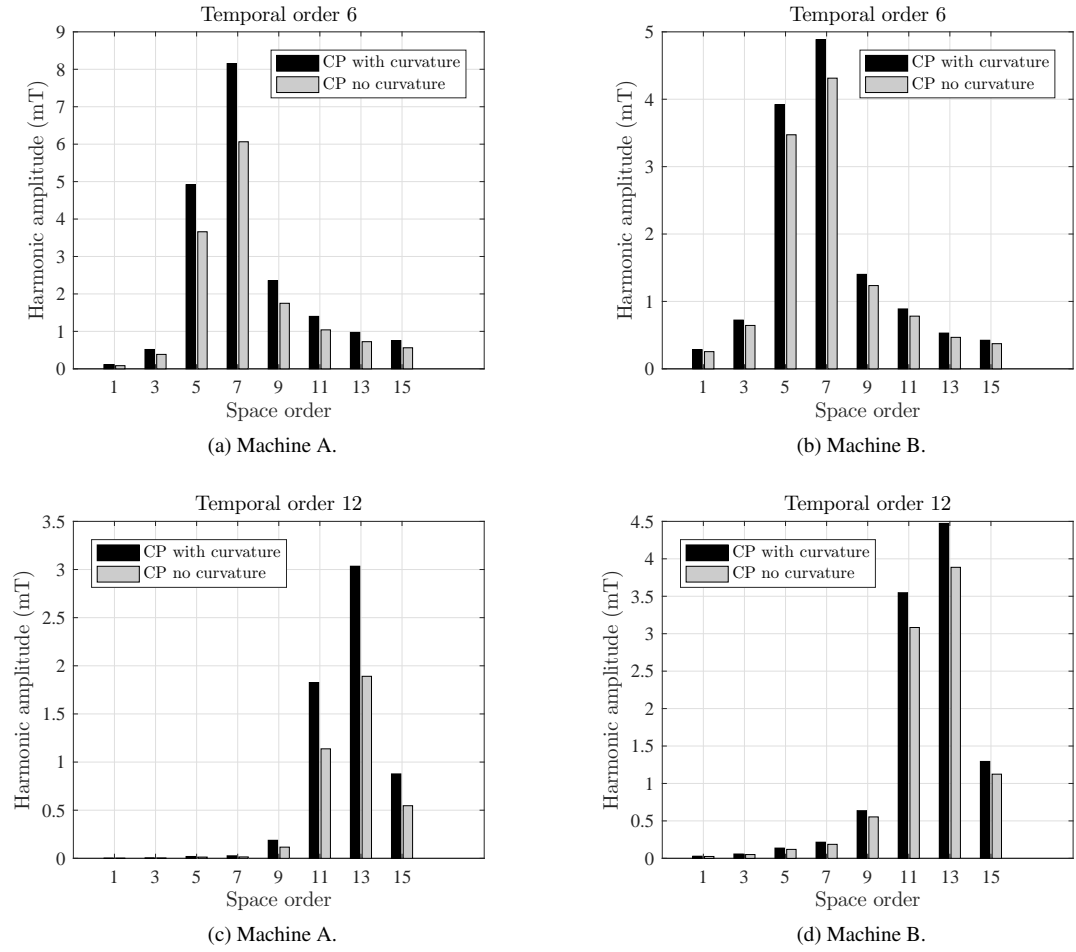 Temporal order 6
9
8
7
6
5
4
3
2
1
0
Harmonic amplitude (mT)
CP with curvature
CP no curvature
1 3 5 7 9 11 13 15
Space order
(a) Machine A.
Temporal order 6
5
4
3
2
1
0
Harmonic amplitude (mT)
CP with curvature
CP no curvature
1 3 5 7 9 11 13 15
Space order
(b) Machine B.
Temporal order 12
3.5
3
2.5
2
1.5
1
0.5
0
Harmonic amplitude (mT)
CP with curvature
CP no curvature
1 3 5 7 9 11 13 15
Space order
(c) Machine A.
Temporal order 12
4.5
4
3.5
3
2.5
2
1.5
1
0.5
0
Harmonic amplitude (mT)
CP with curvature
CP no curvature
1 3 5 7 9 11 13 15
Space order
(d) Machine B.